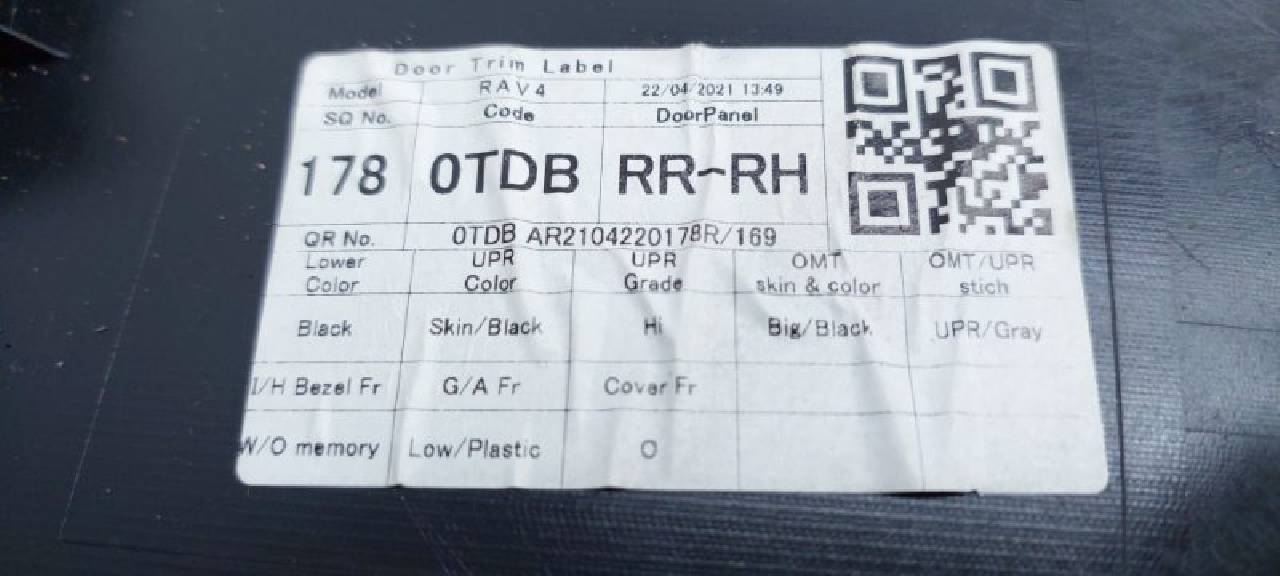 Door Trim Label
Model RAV4 22/04/2021 13:49
SQ No. Code DoorPanel
178 0TDB RR-RH
QR No. 0TDB AR2104220178R/169
Lower Color UPR Color UPR Grade OMT skin & color OMT/UPR stich
Black Skin/Black Hi Big/Black UPR/Gray
I/H Bezel Fr G/A Fr Cover Fr
W/O memory Low/Plastic O